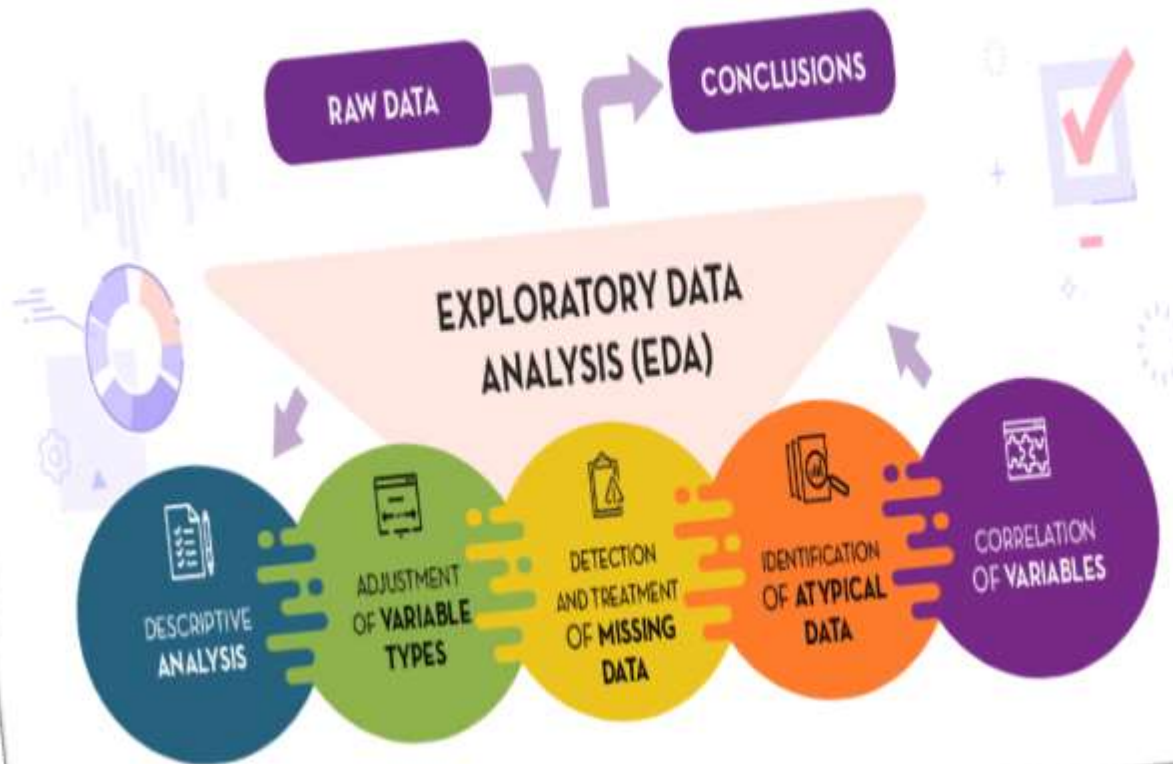 RAW DATA
CONCLUSIONS
EXPLORATORY DATA
ANALYSIS (EDA)
DESCRIPTIVE
ANALYSIS
ADJUSTMENT
OF VARIABLE
TYPES
DETECTION
AND TREATMENT
OF MISSING
DATA
IDENTIFICATION
OF ATYPICAL
DATA
CORRELATION
OF VARIABLES